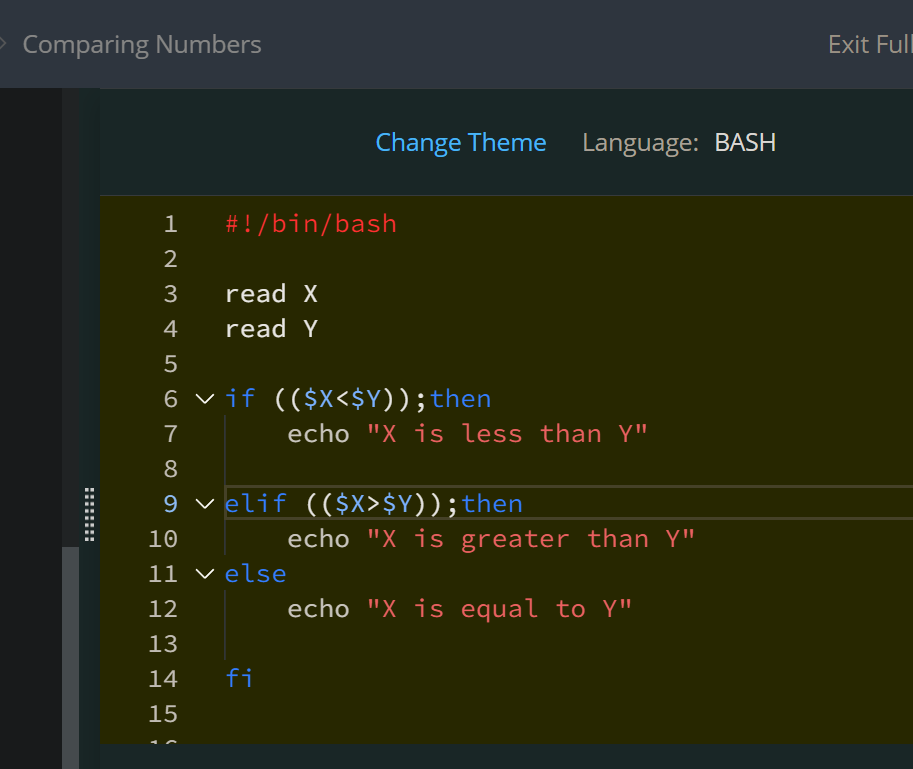 Comparing Numbers
Exit Full
Change Theme Language: BASH
1 #!/bin/bash
2
3 read X
4 read Y
5
6 if (($X<$Y));then
7 echo "X is less than Y"
8
9 elif (($X>$Y));then
10 echo "X is greater than Y"
11 else
12 echo "X is equal to Y"
13
14 fi
15